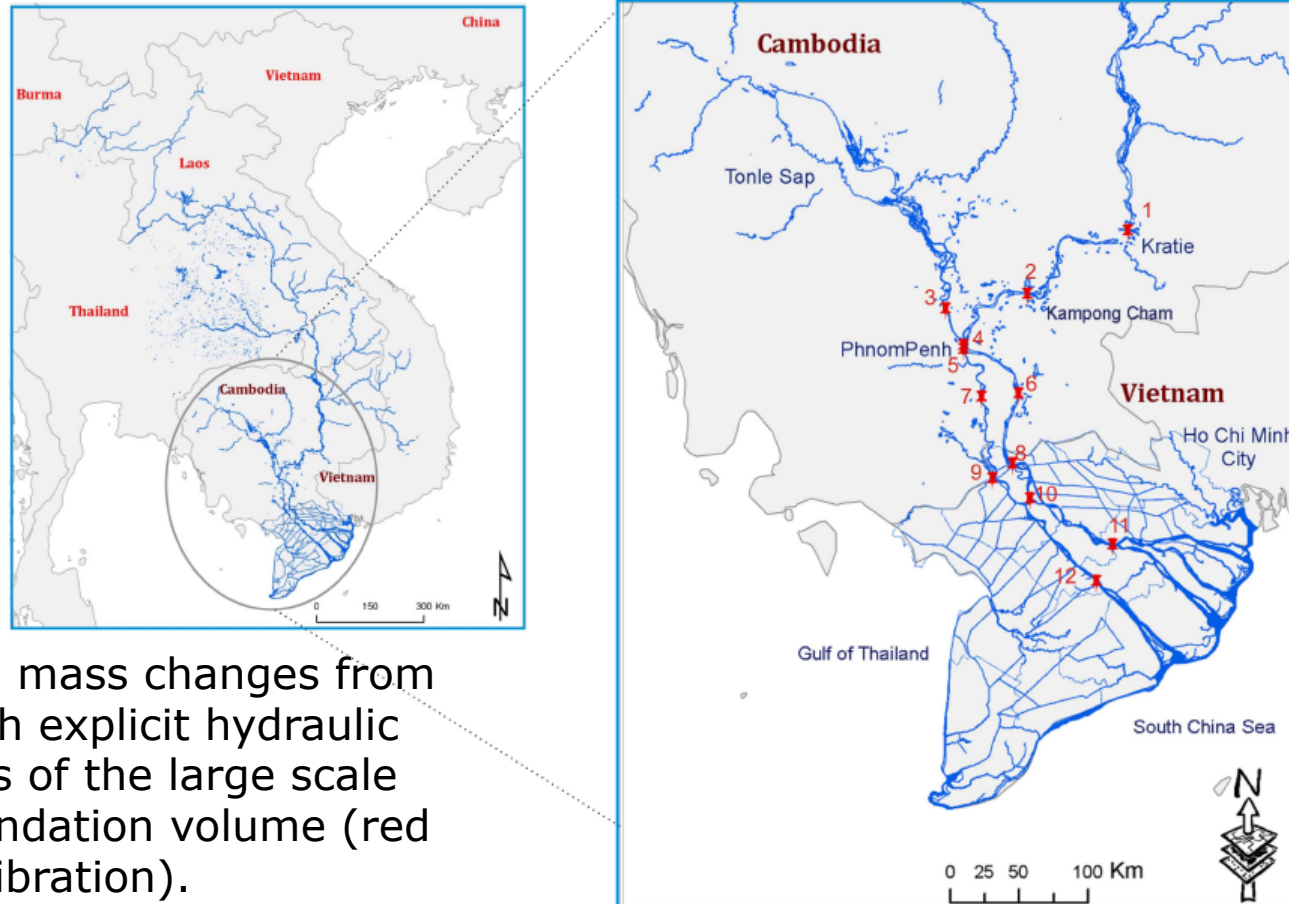 China
Vietnam
Burma
Laos
Thailand
Cambodia
Vietnam
0 150 300 Km
N
mass changes from
explicit hydraulic
of the large scale
volume (red
Cambodia
Tonle Sap
1
Kratie
2
3
Kampong Cham
4
PhnomPenh
5
6
7
Vietnam
Ho Chi Minh
City
8
9
10
11
12
Gulf of Thailand
South China Sea
N
0 25 50 100 Km